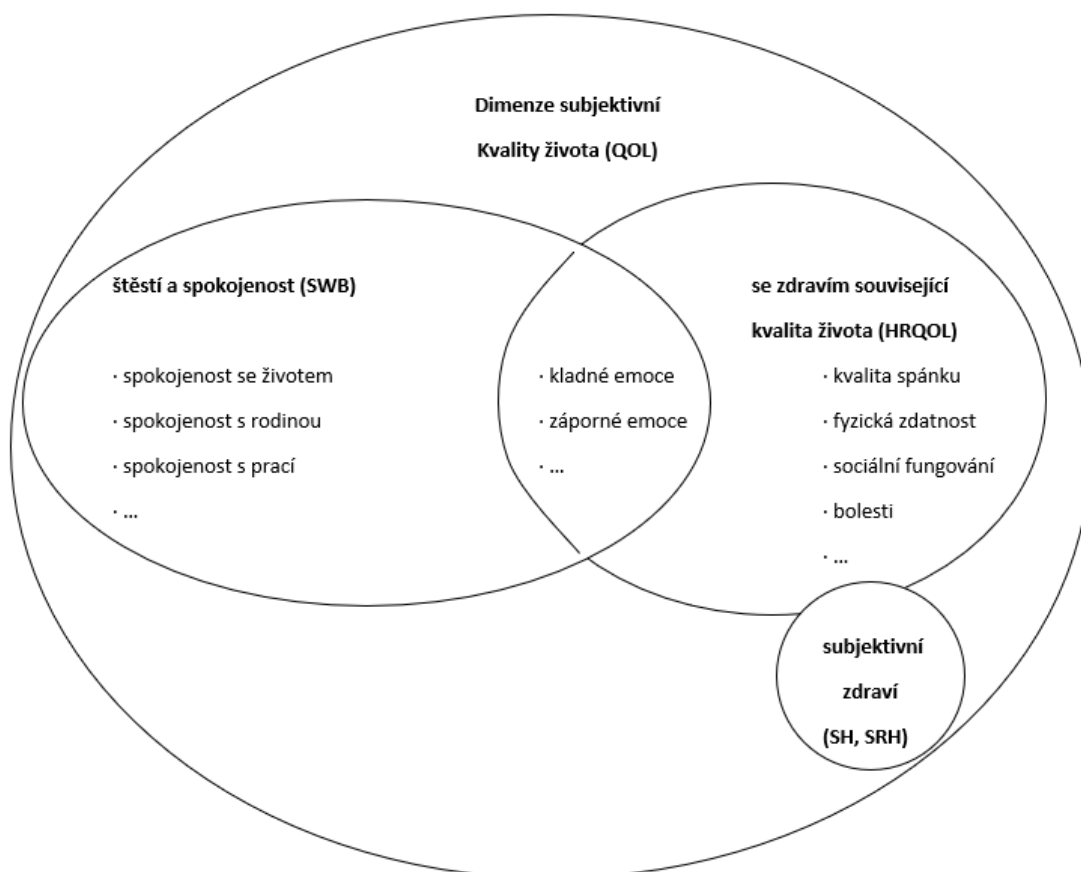 Dimenze subjektivní
Kvality života (QOL)
štěstí a spokojenost (SWB)
· spokojenost se životem
· spokojenost s rodinou
· spokojenost s prací
· ...
· kladné emoce
· záporné emoce
· ...
se zdravím související
kvalita života (HRQOL)
· kvalita spánku
· fyzická zdatnost
· sociální fungování
· bolesti
· ...
subjektivní
zdraví
(SH, SRH)